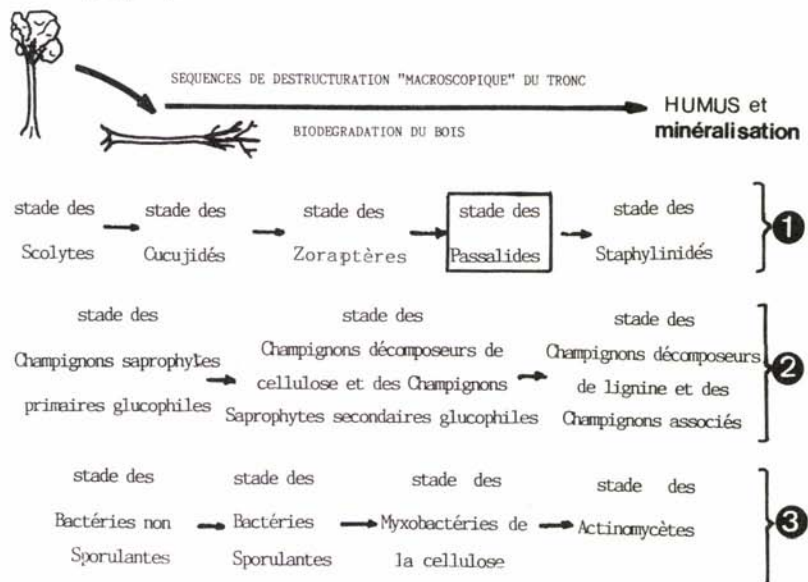 SEQUENCES DE DESTRUCTURATION "MACROSCOPIQUE" DU TRONC
HUMUS et
minéralisation
BIODEGRADATION DU BOIS
stade des
Scolytes
stade des
Cucujidés
stade des
Zoraptères
stade des
Passalides
stade des
Staphylinidés
1
stade des
Champignons saprophytes
primaires glucophiles
stade des
Champignons décomposeurs de
cellulose et des Champignons
Saprophytes secondaires glucophiles
stade des
Champignons décomposeurs
de lignine et des
Champignons associés
2
stade des
Bactéries non
Sporulantes
stade des
Bactéries
Sporulantes
stade des
Myxobactéries de
la cellulose
stade des
Actinomycètes
3